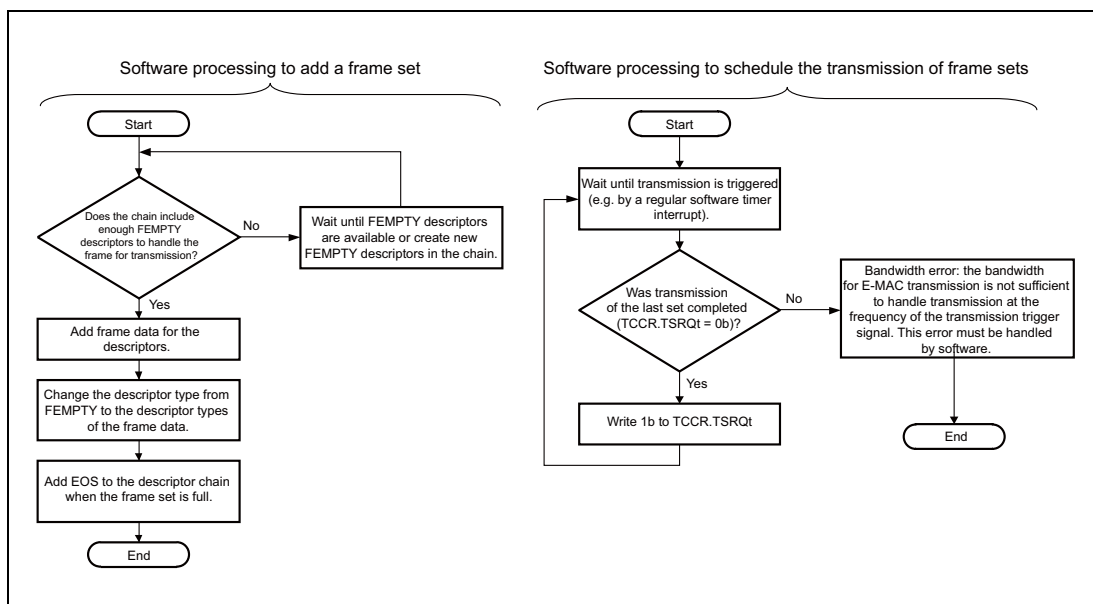 Software processing to add a frame set
Start
Does the chain include
enough FEMPTY
descriptors to handle the
frame for transmission?
No
Wait until FEMPTY descriptors
are available or create new
FEMPTY descriptors in the chain.
Yes
Add frame data for the
descriptors.
Change the descriptor type from
FEMPTY to the descriptor types
of the frame data.
Add EOS to the descriptor chain
when the frame set is full.
End
Software processing to schedule the transmission of frame sets
Start
Wait until transmission is triggered
(e.g. by a regular software timer
interrupt).
Was transmission
of the last set completed
(TCCR.TSRQt = 0b)?
No
Bandwidth error: the bandwidth
for E-MAC transmission is not sufficient
to handle transmission at the
frequency of the transmission trigger
signal. This error must be handled
by software.
Yes
Write 1b to TCCR.TSRQt
End